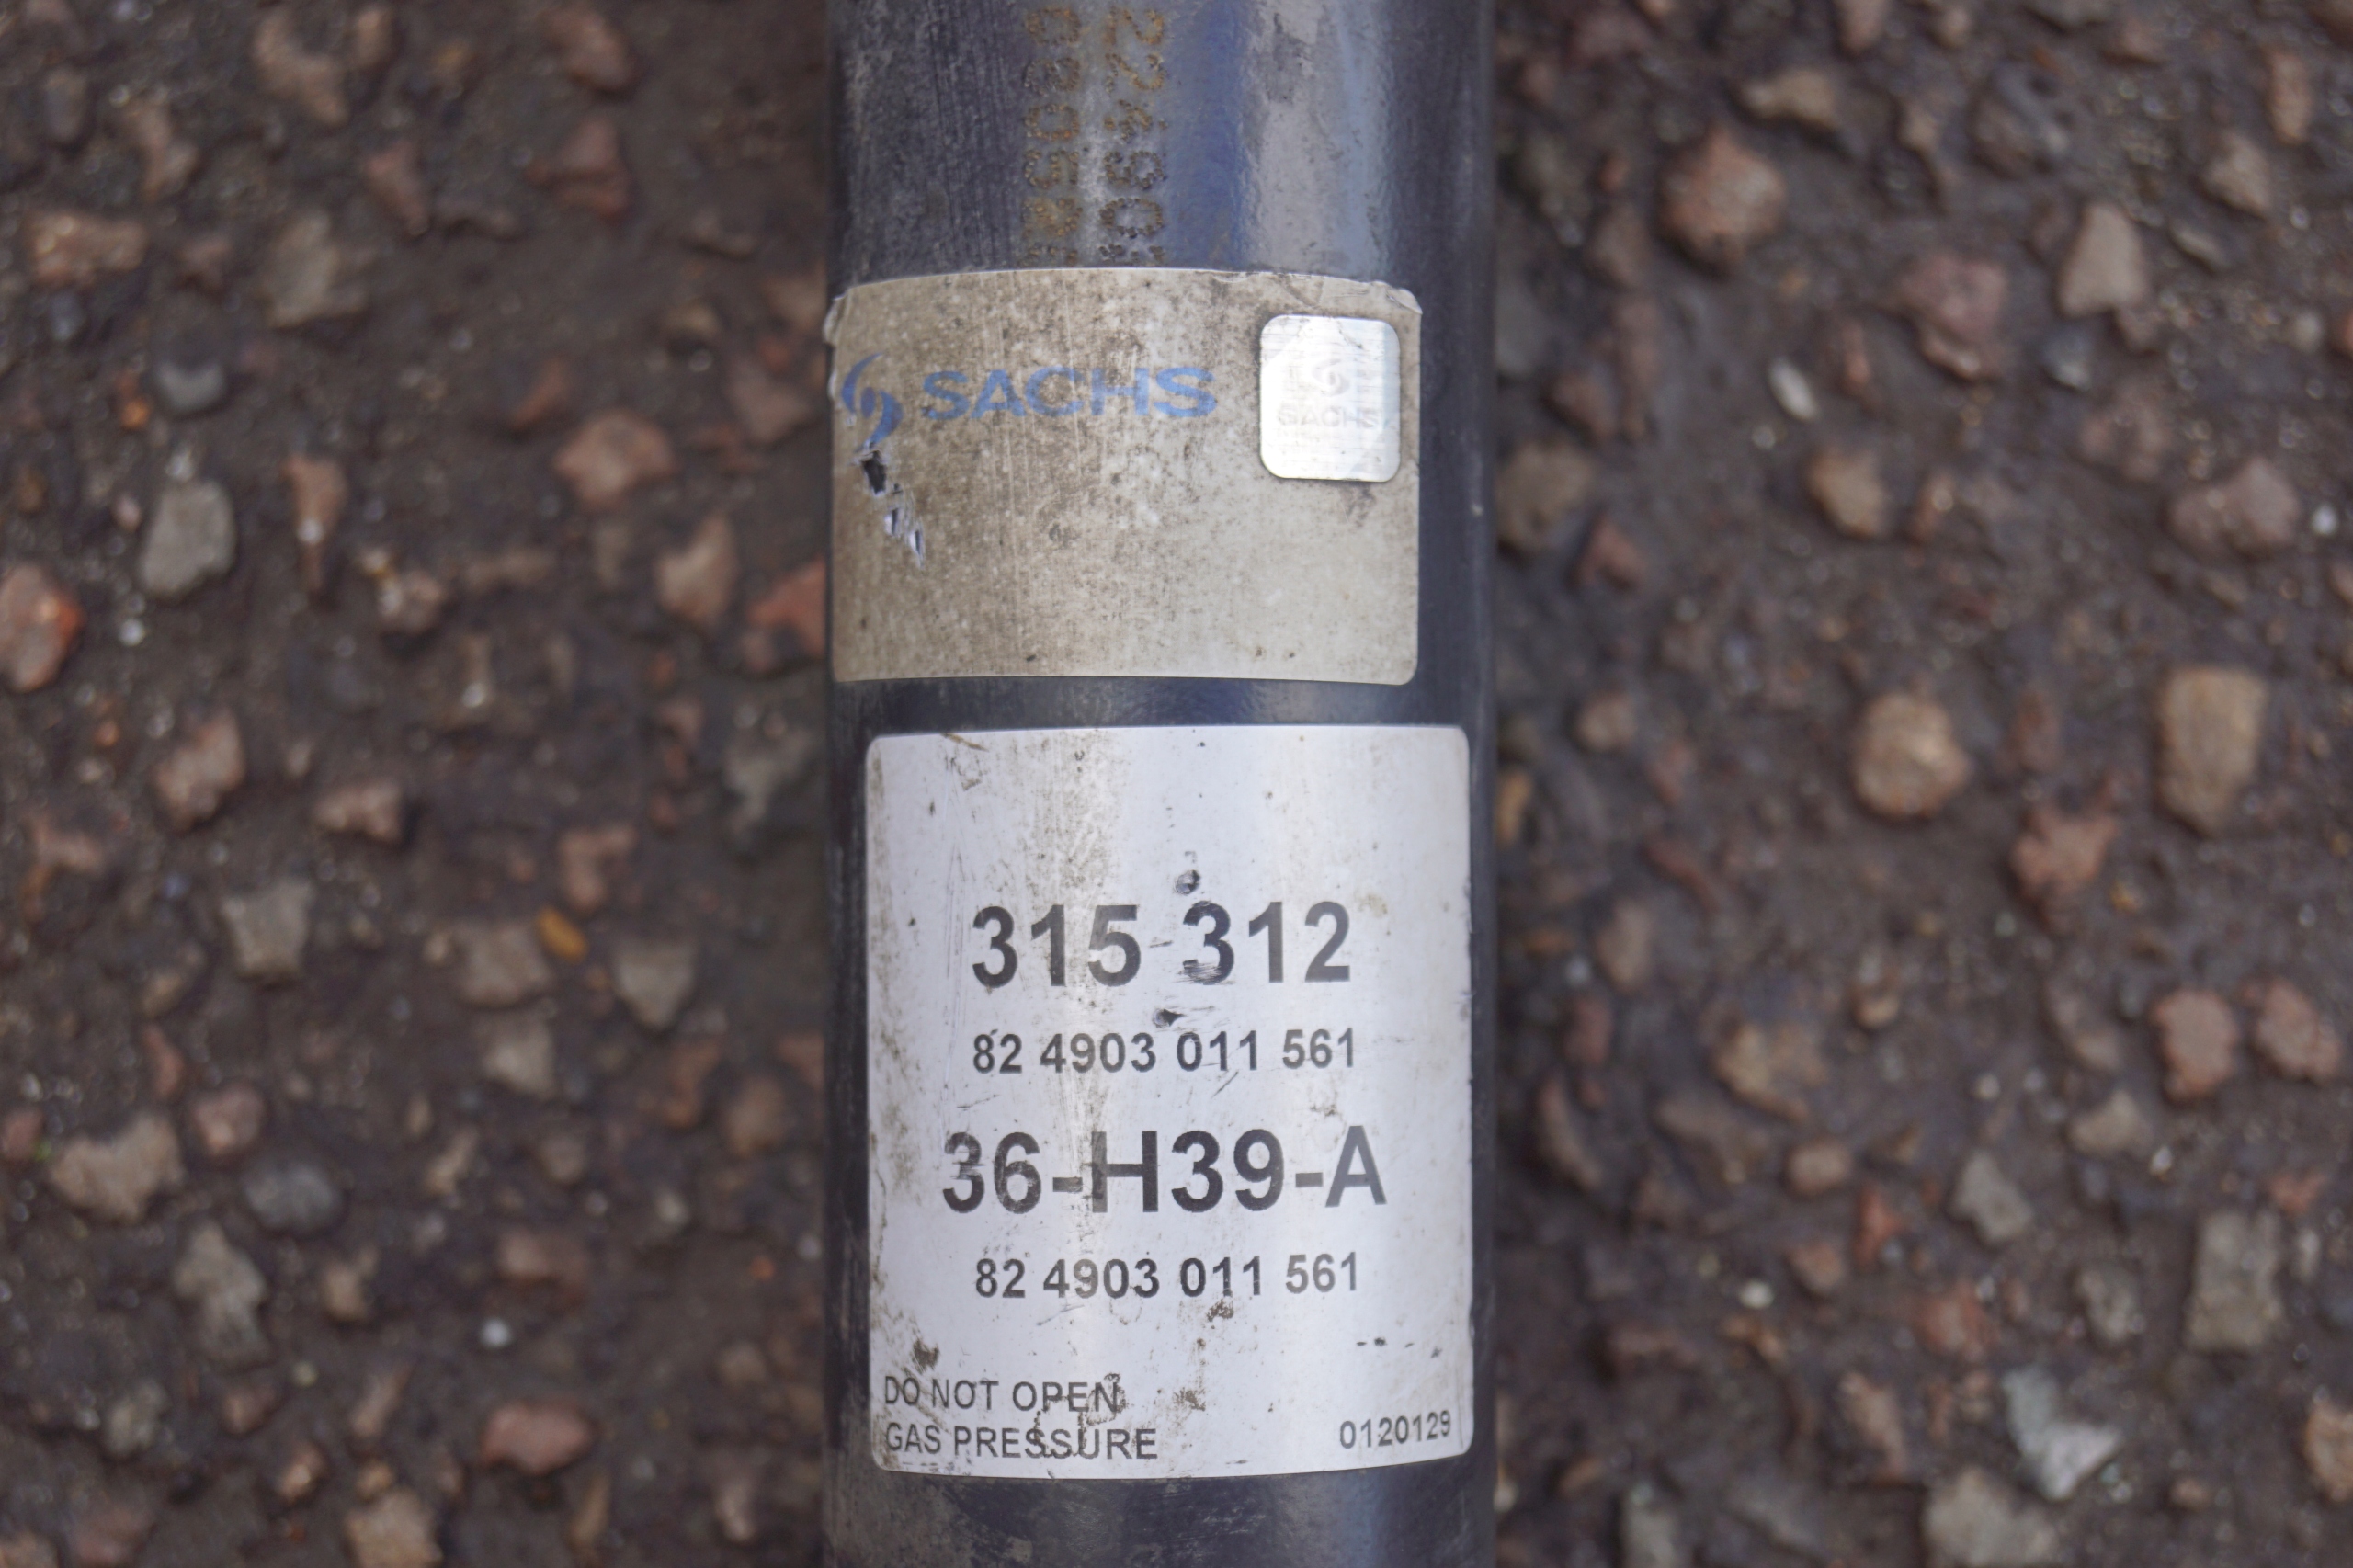 SACHS
SACHS
315 312
82 4903 011 561
36-H39-A
82 4903 011 561
DO NOT OPEN
GAS PRESSURE
0120129